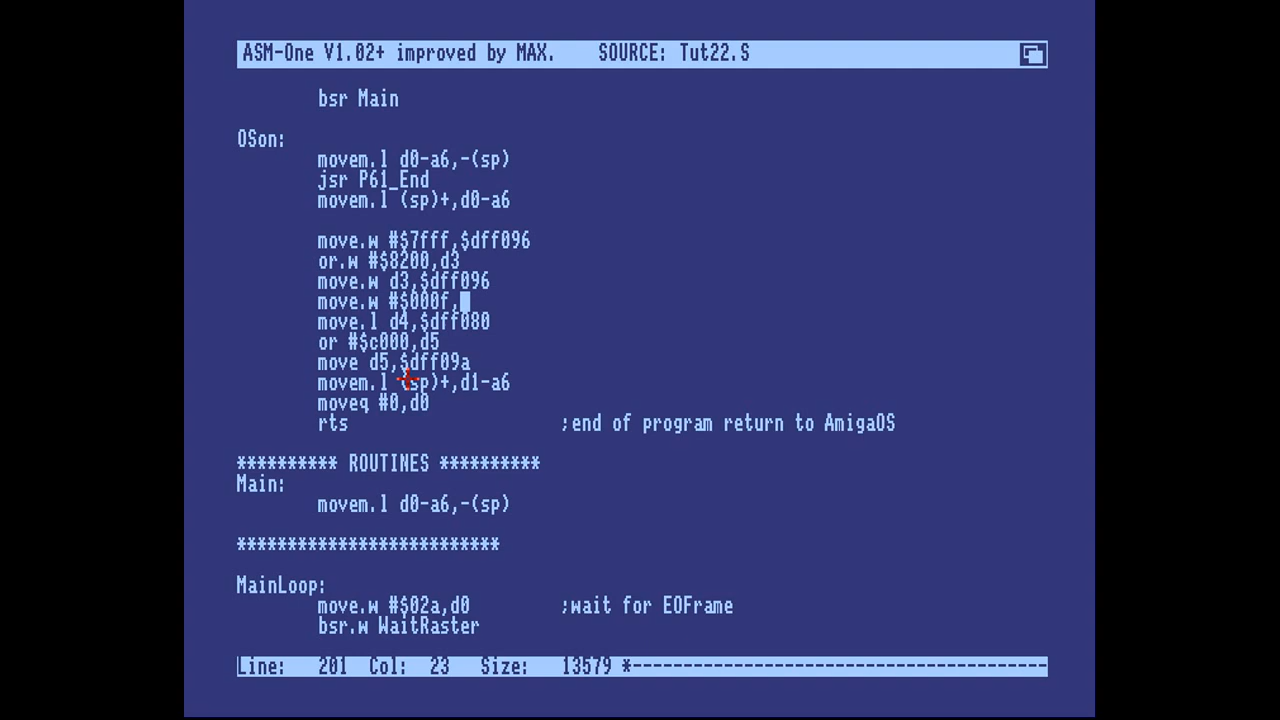 ASM-One V1.02+ improved by MAX. SOURCE: Tut22.S
bsr Main
OSon:
movem.l d0-a6,-(sp)
jsr P61_End
movem.l (sp)+,d0-a6
move.w #$7fff,$dff096
or.w #$8200,d3
move.w d3,$dff096
move.w #$000f,
move.l d4,$dff080
or #$c000,d5
move d5,$dff09a
movem.l (sp)+,d1-a6
moveq #0,d0
rts ;end of program return to AmigaOS
********** ROUTINES **********
Main:
movem.l d0-a6,-(sp)
**************************
MainLoop:
move.w #$02a,d0 ;wait for EOFrame
bsr.w WaitRaster
Line: 201 Col: 23 Size: 13579 *-----------------------------------------